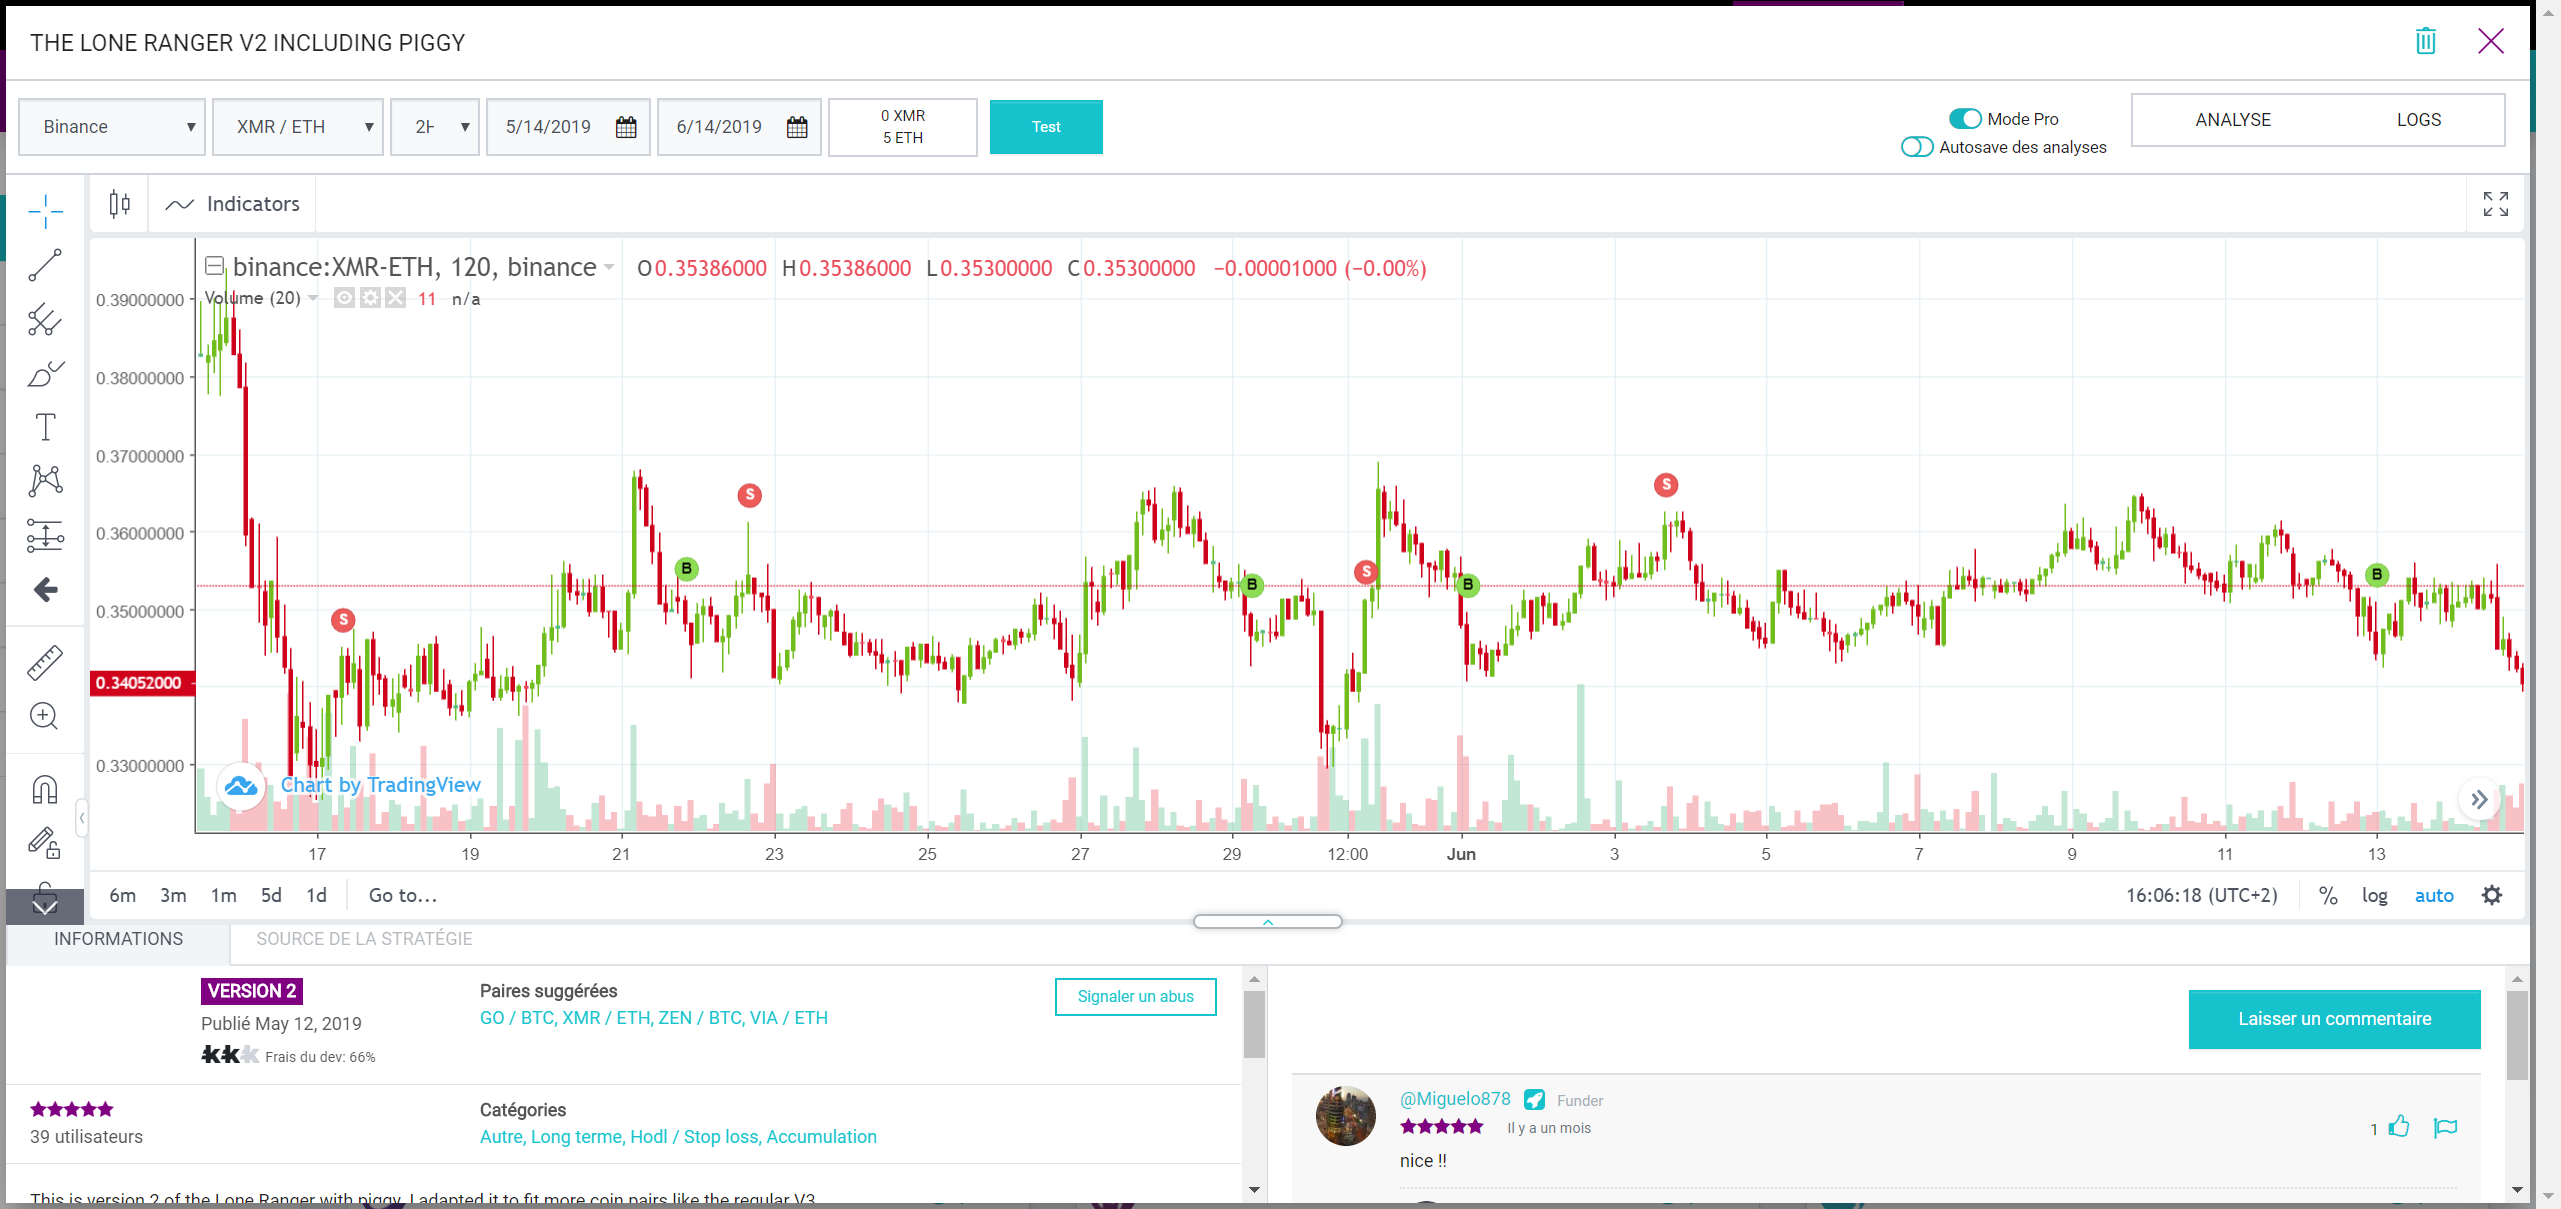 THE LONE RANGER V2 INCLUDING PIGGY
Binance
XMR / ETH
2H
5/14/2019
6/14/2019
0 XMR
5 ETH
Test
Mode Pro
Autosave des analyses
ANALYSE
LOGS
Indicators
binance:XMR-ETH, 120, binance O0.35386000 H0.35386000 L0.35300000 C0.35300000 −0.00001000 (−0.00%)
Volume (20) 11 n/a
0.39000000
0.38000000
0.37000000
0.36000000
0.35000000
0.34052000
0.33000000
S
B
S
B
S
B
S
B
Chart by TradingView
17 19 21 23 25 27 29 12:00 Jun 3 5 7 9 11 13
6m 3m 1m 5d 1d Go to...
16:06:18 (UTC+2) % log auto
INFORMATIONS
SOURCE DE LA STRATÉGIE
VERSION 2
Publié May 12, 2019
Frais du dev: 66%
Paires suggérées
GO / BTC, XMR / ETH, ZEN / BTC, VIA / ETH
Signaler un abus
39 utilisateurs
Catégories
Autre, Long terme, Hodl / Stop loss, Accumulation
This is version 2 of the Lone Ranger with piggy. I adapted it to fit more coin pairs like the regular V3
Laisser un commentaire
@Miguelo878 Funder
Il y a un mois
1
nice !!